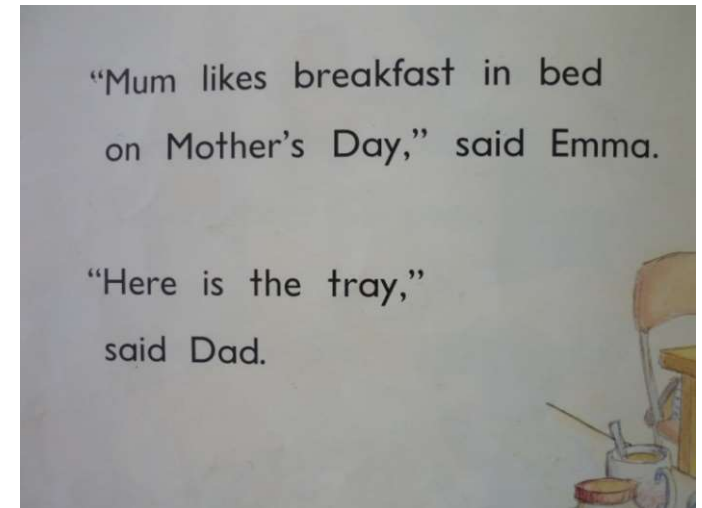 “Mum likes breakfast in bed
on Mother’s Day,” said Emma.
“Here is the tray,”
said Dad.